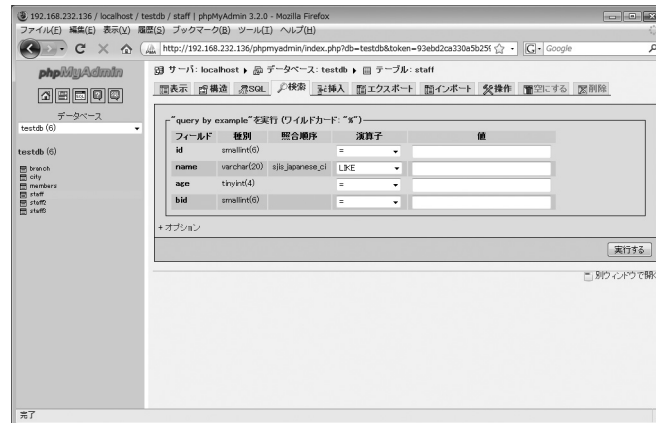 192.168.232.136 / localhost / testdb / staff | phpMyAdmin 3.2.0 - Mozilla Firefox
ファイル(F) 編集(E) 表示(V) 履歴(S) ブックマーク(B) ツール(T) ヘルプ(H)
http://192.168.232.136/phpmyadmin/index.php?db=testdb&token=93ebd2ca330a5b25
Google
phpMyAdmin
サーバ: localhost ▸ データベース: testdb ▸ テーブル: staff
表示 構造 SQL 検索 挿入 エクスポート インポート 操作 空にする 削除
データベース
testdb (6)
testdb (6)
branch
city
members
staff
staff2
staff3
"query by example"を実行 (ワイルドカード: "%")
フィールド 種別 照合順序 演算子 値
id smallint(6) =
name varchar(20) sjis_japanese_ci LIKE
age tinyint(4) =
bid smallint(6) =
+ オプション
実行する
別ウィンドウで開く
完了